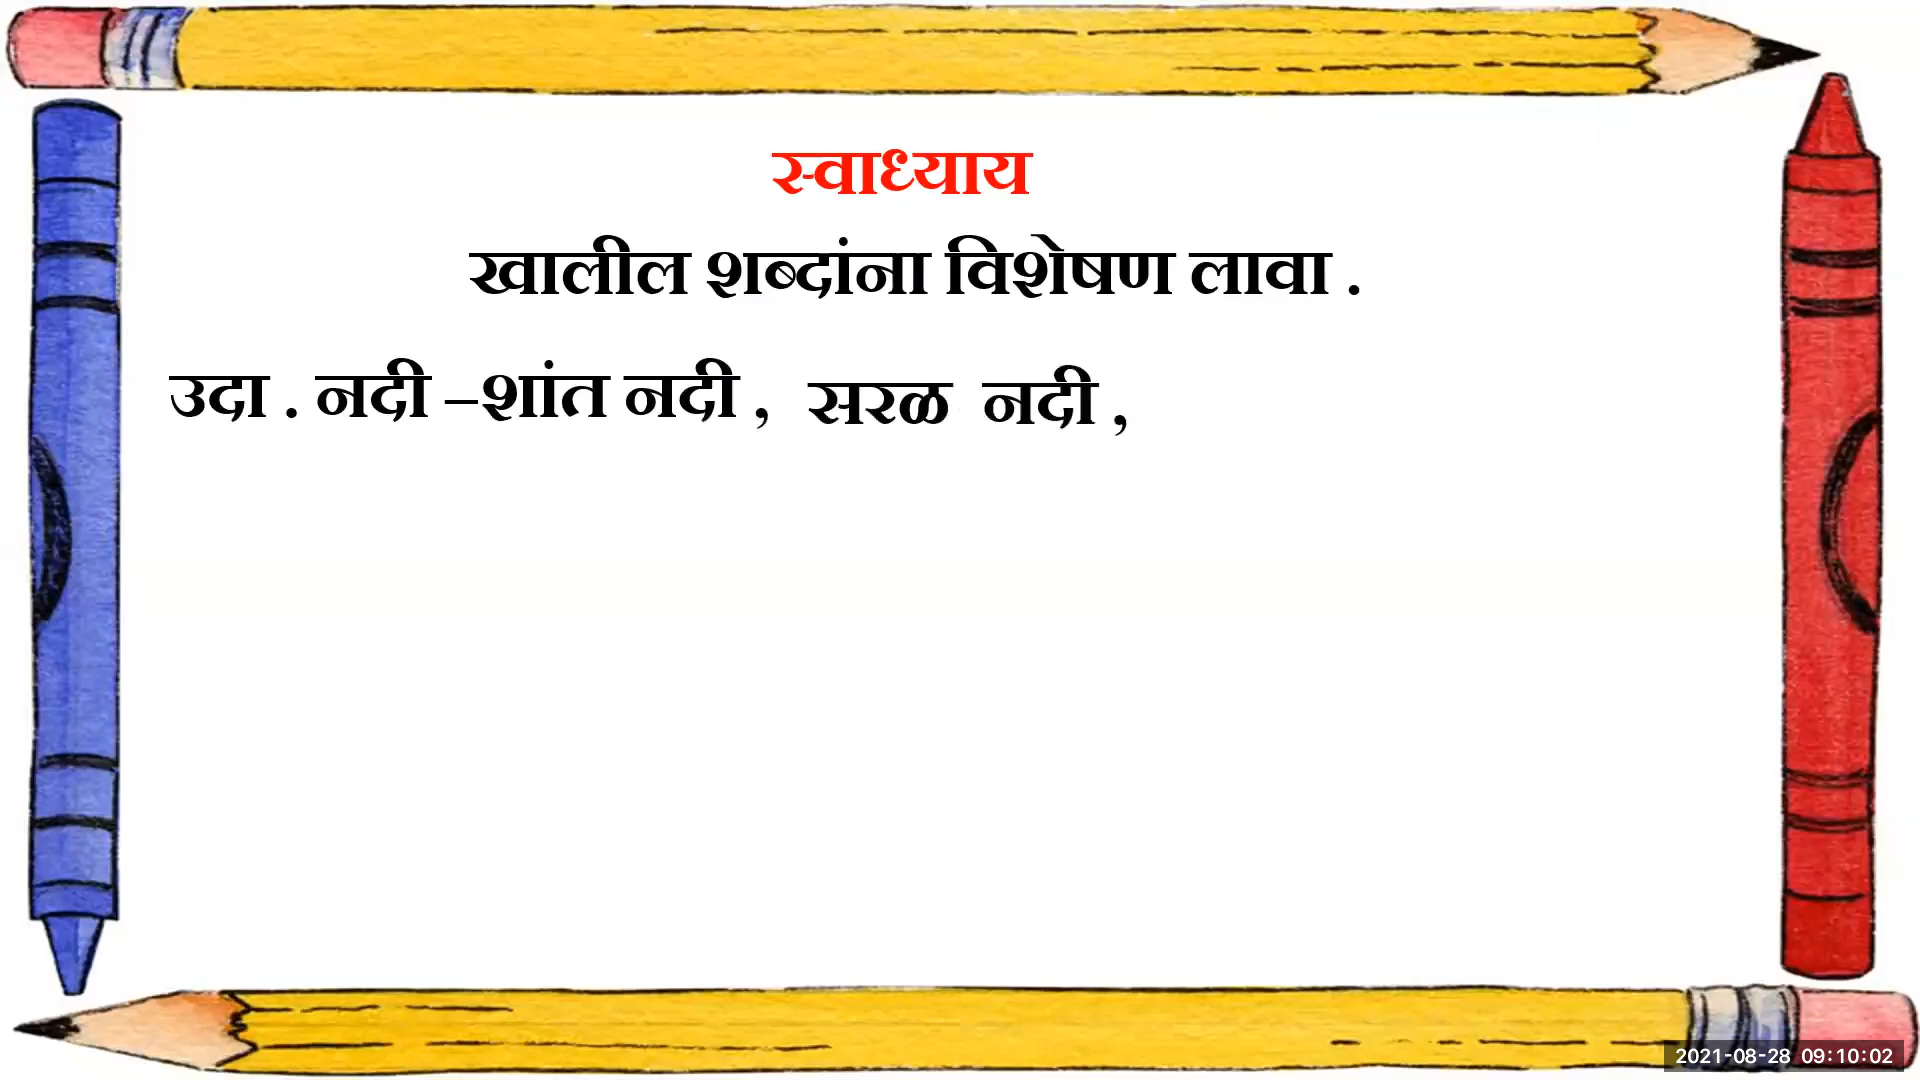 स्वाध्याय
खालील शब्दांना विशेषण लावा .
उदा . नदी –शांत नदी , सरळ नदी ,
2021-08-28 09:10:02